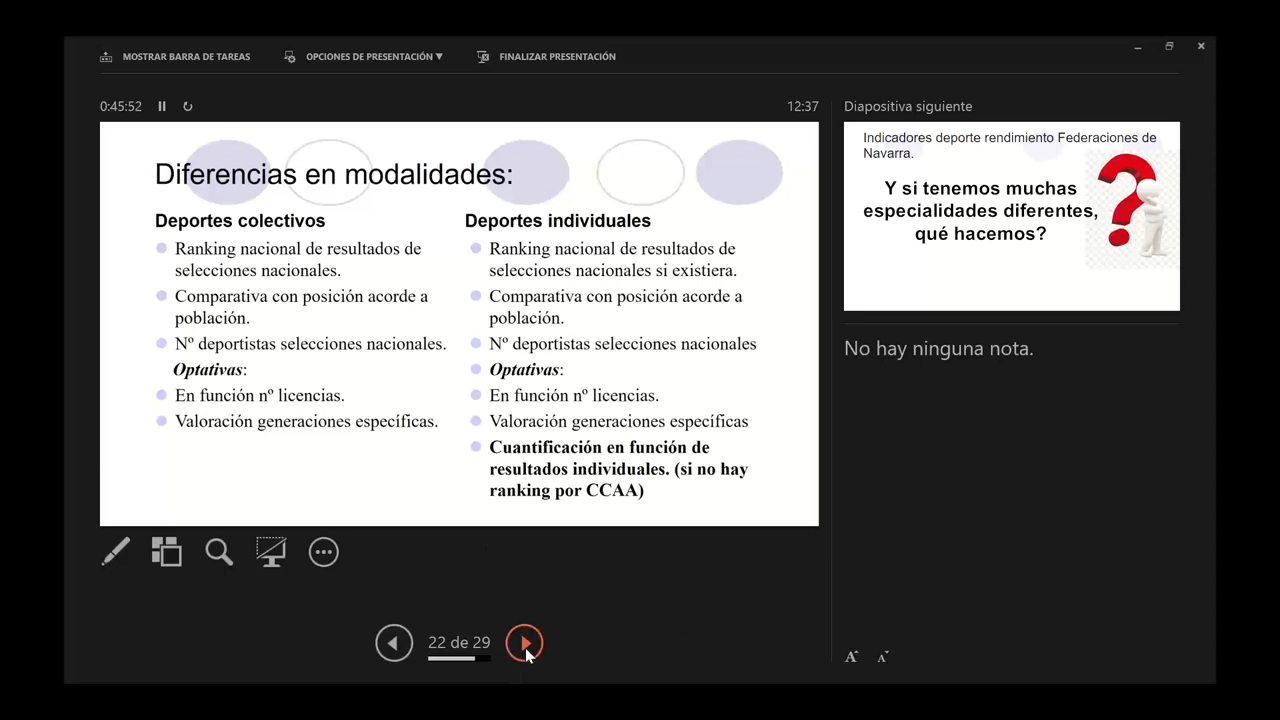 MOSTRAR BARRA DE TAREAS
OPCIONES DE PRESENTACIÓN ▼
FINALIZAR PRESENTACIÓN
0:45:52
12:37
Diapositiva siguiente
Diferencias en modalidades:
Deportes colectivos
Ranking nacional de resultados de
selecciones nacionales.
Comparativa con posición acorde a
población.
Nº deportistas selecciones nacionales.
Optativas:
En función nº licencias.
Valoración generaciones específicas.
Deportes individuales
Ranking nacional de resultados de
selecciones nacionales si existiera.
Comparativa con posición acorde a
población.
Nº deportistas selecciones nacionales
Optativas:
En función nº licencias.
Valoración generaciones específicas
Cuantificación en función de
resultados individuales. (si no hay
ranking por CCAA)
Indicadores deporte rendimiento Federaciones de
Navarra.
Y si tenemos muchas
especialidades diferentes,
qué hacemos?
?
No hay ninguna nota.
22 de 29
A A